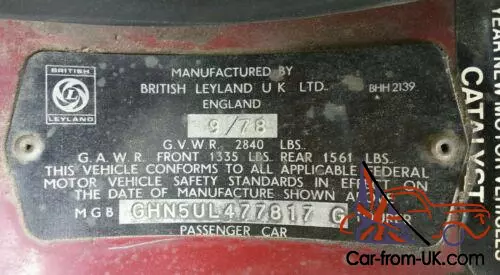 BRITISH
LEYLAND
MANUFACTURED BY
BRITISH LEYLAND U K LTD.
BHH 2139
ENGLAND
9/78
G.V.W.R. 2840 LBS.
G.A.W.R. FRONT 1335 LBS. REAR 1561 LBS.
THIS VEHICLE CONFORMS TO ALL APPLICABLE FEDERAL
MOTOR VEHICLE SAFETY STANDARDS IN EFFECT ON
THE DATE OF MANUFACTURE SHOWN
MGB GHN5UL477817 G
PASSENGER CAR
CATALYST
Car-from-UK.com